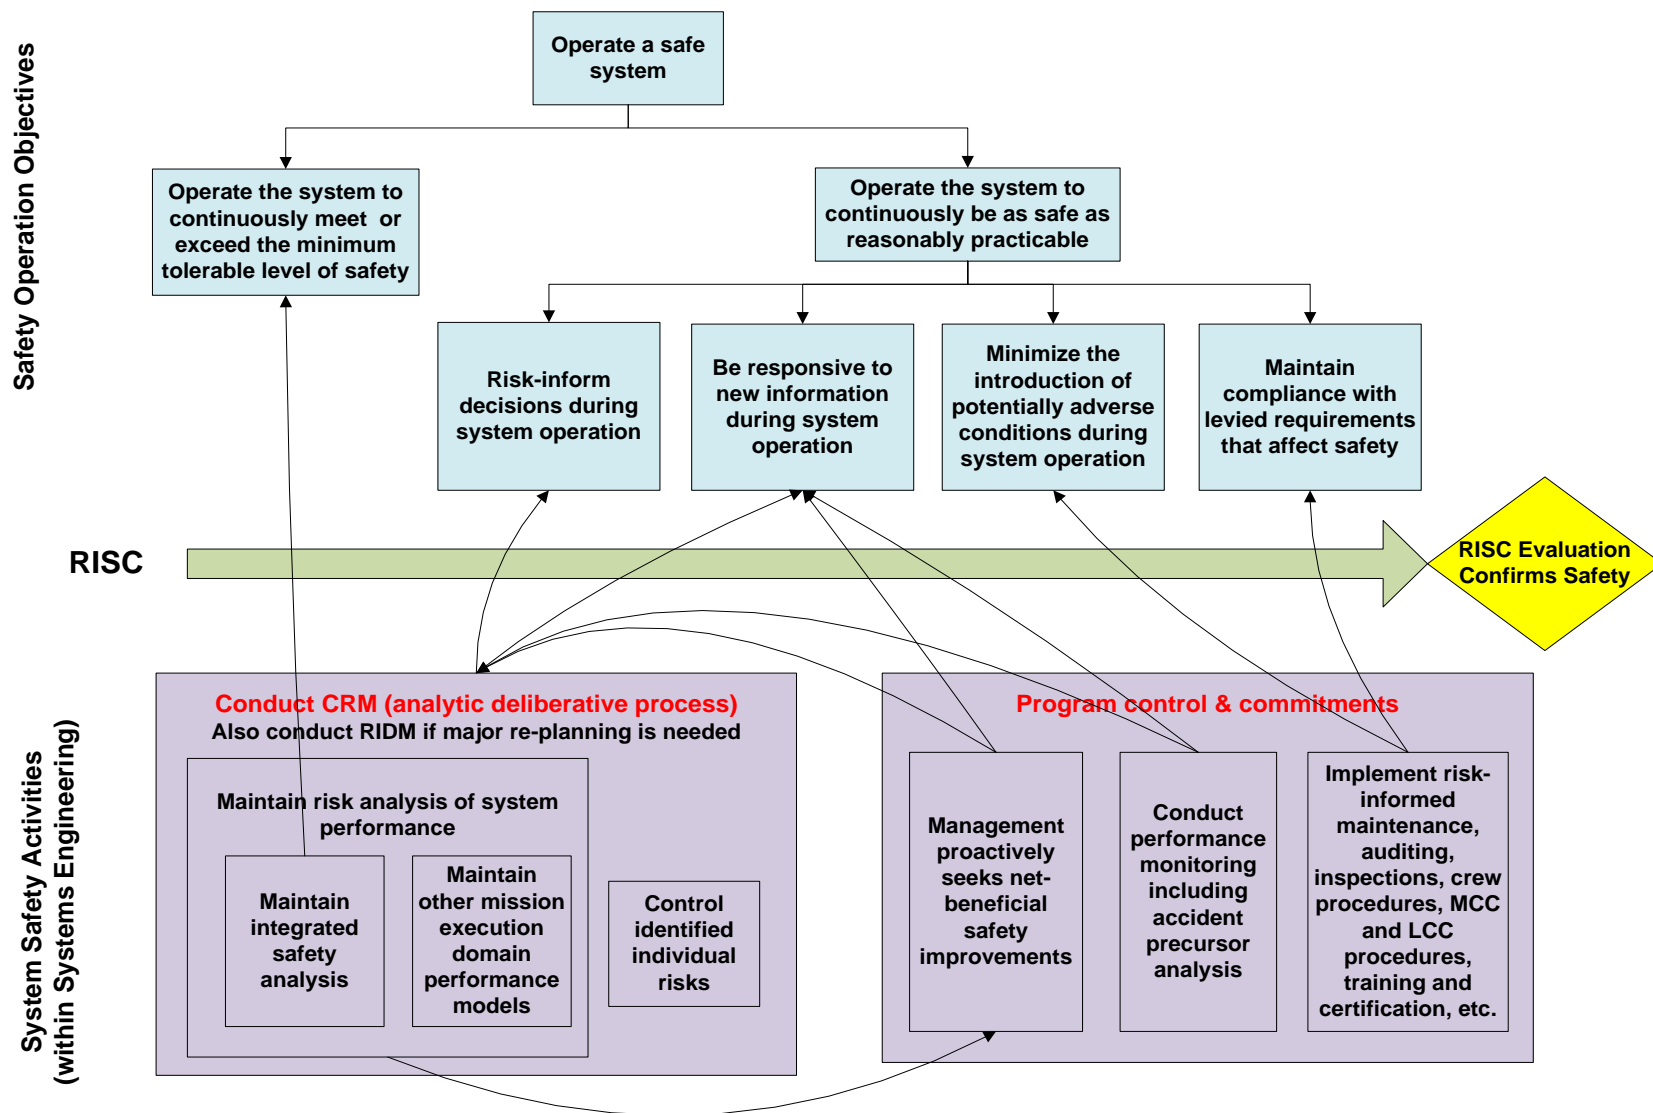 Safety Operation Objectives
Operate a safe
system
Operate the system to
continuously meet or
exceed the minimum
tolerable level of safety
Operate the system to
continuously be as safe as
reasonably practicable
Risk-inform
decisions during
system operation
Be responsive to
new information
during system
operation
Minimize the
introduction of
potentially adverse
conditions during
system operation
Maintain
compliance with
levied requirements
that affect safety
RISC
RISC Evaluation
Confirms Safety
System Safety Activities
(within Systems Engineering)
Conduct CRM (analytic deliberative process)
Also conduct RIDM if major re-planning is needed
Maintain risk analysis of system
performance
Maintain
integrated
safety
analysis
Maintain
other mission
execution
domain
performance
models
Control
identified
individual
risks
Program control & commitments
Management
proactively
seeks net-
beneficial
safety
improvements
Conduct
performance
monitoring
including
accident
precursor
analysis
Implement risk-
informed
maintenance,
auditing,
inspections, crew
procedures, MCC
and LCC
procedures,
training and
certification, etc.